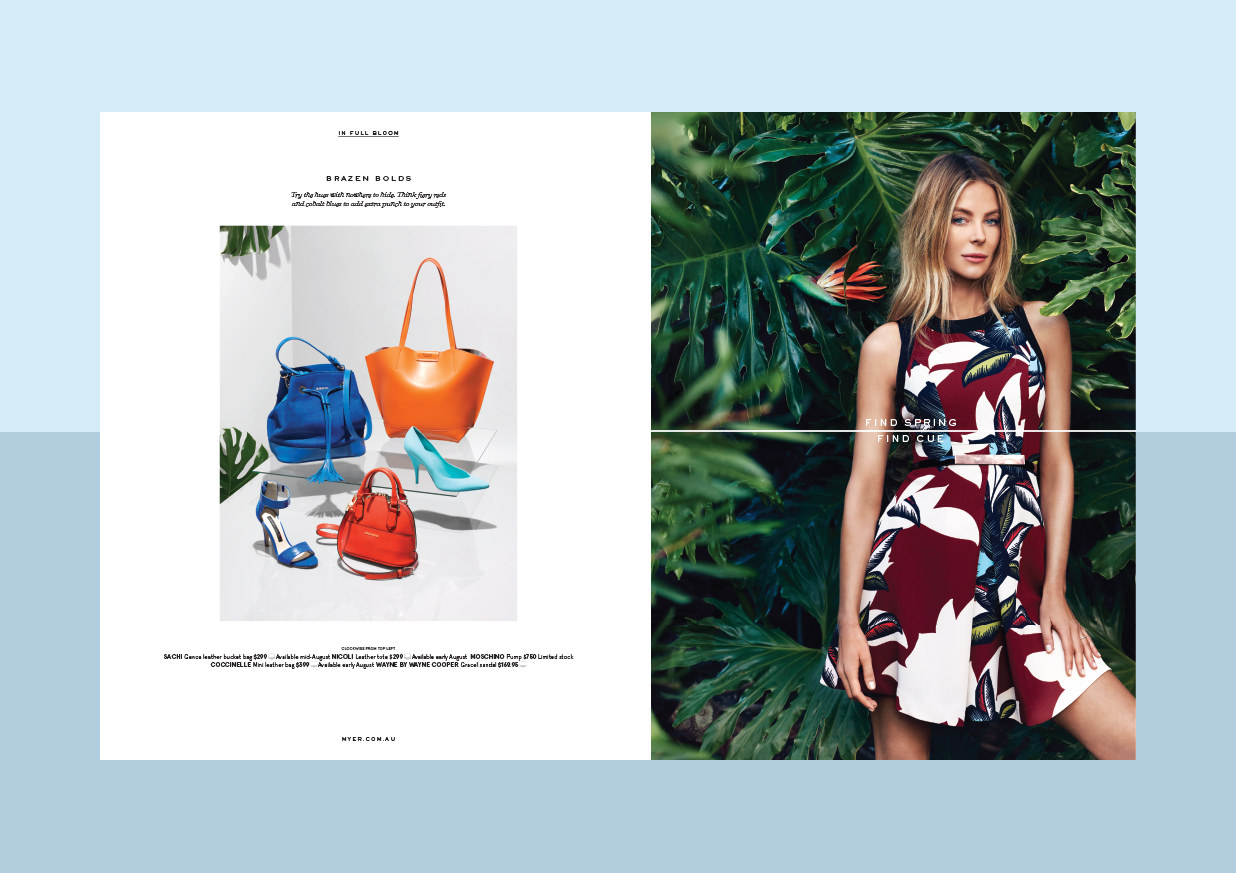 IN FULL BLOOM
BRAZEN BOLDS
Try the hues with nowhere to hide. Think fiery reds
and cobalt blues to add extra punch to your outfit.
CLOCKWISE FROM TOP LEFT
SACHI Genoa leather bucket bag $299 Available mid-August NICOLI Leather tote $299 Available early August MOSCHINO Pump $750 Limited stock
COCCINELLE Mini leather bag $399 Available early August WAYNE BY WAYNE COOPER Gracel sandal $169.95
MYER.COM.AU
FIND SPRING
FIND CUE